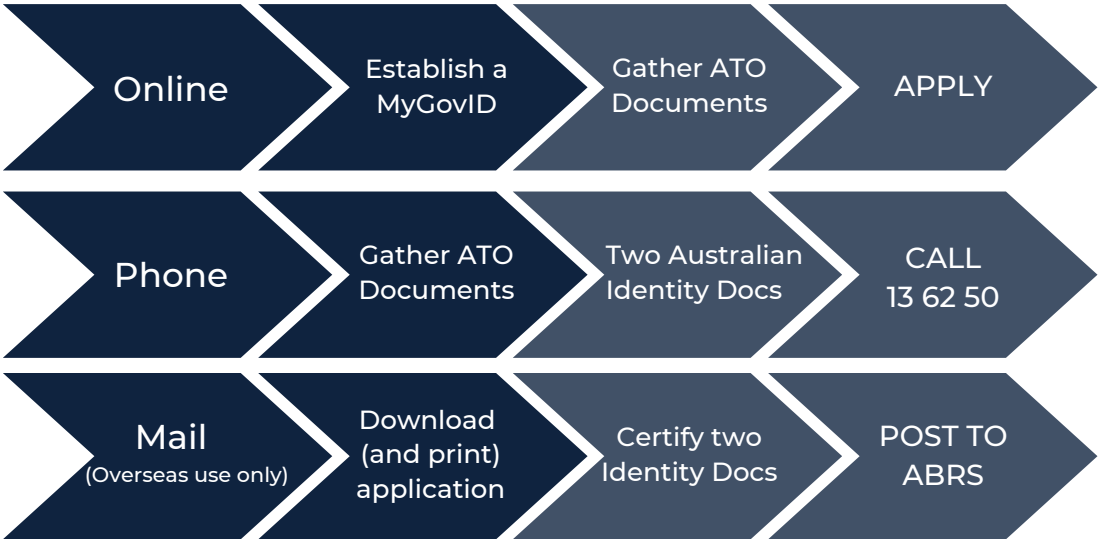 Online
Establish a
MyGovID
Gather ATO
Documents
APPLY
Phone
Gather ATO
Documents
Two Australian
Identity Docs
CALL
13 62 50
Mail
(Overseas use only)
Download
(and print)
application
Certify two
Identity Docs
POST TO
ABRS